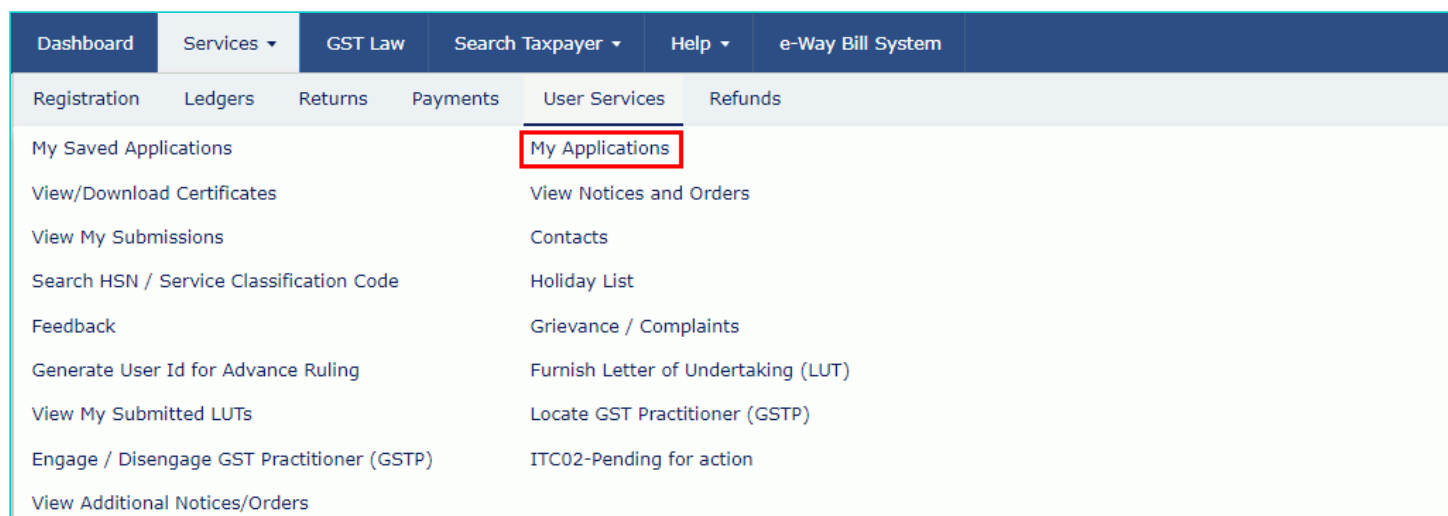 Dashboard Services GST Law Search Taxpayer Help e-Way Bill System
Registration Ledgers Returns Payments User Services Refunds
My Saved Applications My Applications
View/Download Certificates View Notices and Orders
View My Submissions Contacts
Search HSN / Service Classification Code Holiday List
Feedback Grievance / Complaints
Generate User Id for Advance Ruling Furnish Letter of Undertaking (LUT)
View My Submitted LUTs Locate GST Practitioner (GSTP)
Engage / Disengage GST Practitioner (GSTP) ITC02-Pending for action
View Additional Notices/Orders